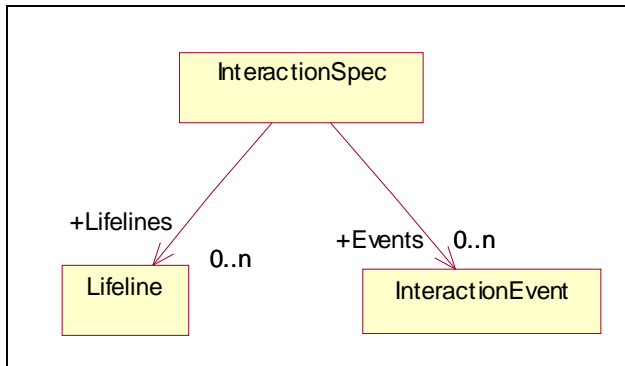 InteractionSpec
+Lifelines
0..n
+Events
0..n
Lifeline
InteractionEvent